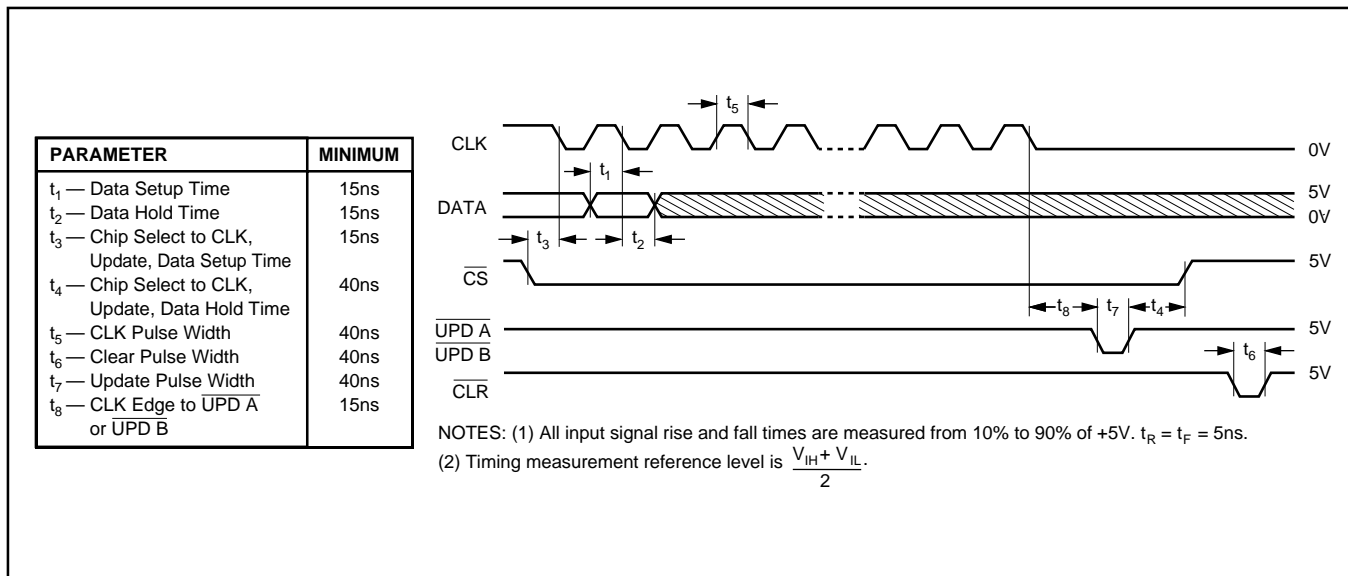 PARAMETER MINIMUM
t1 — Data Setup Time 15ns
t2 — Data Hold Time 15ns
t3 — Chip Select to CLK, 15ns
Update, Data Setup Time
t4 — Chip Select to CLK, 40ns
Update, Data Hold Time
t5 — CLK Pulse Width 40ns
t6 — Clear Pulse Width 40ns
t7 — Update Pulse Width 40ns
t8 — CLK Edge to UPD A 15ns
or UPD B
t5
CLK
0V
t1
5V
DATA
0V
t3
t2
CS
5V
t8
t7
t4
UPD A
5V
UPD B
t6
5V
CLR
NOTES: (1) All input signal rise and fall times are measured from 10% to 90% of +5V. tR = tF = 5ns.
(2) Timing measurement reference level is VIH + VIL / 2.